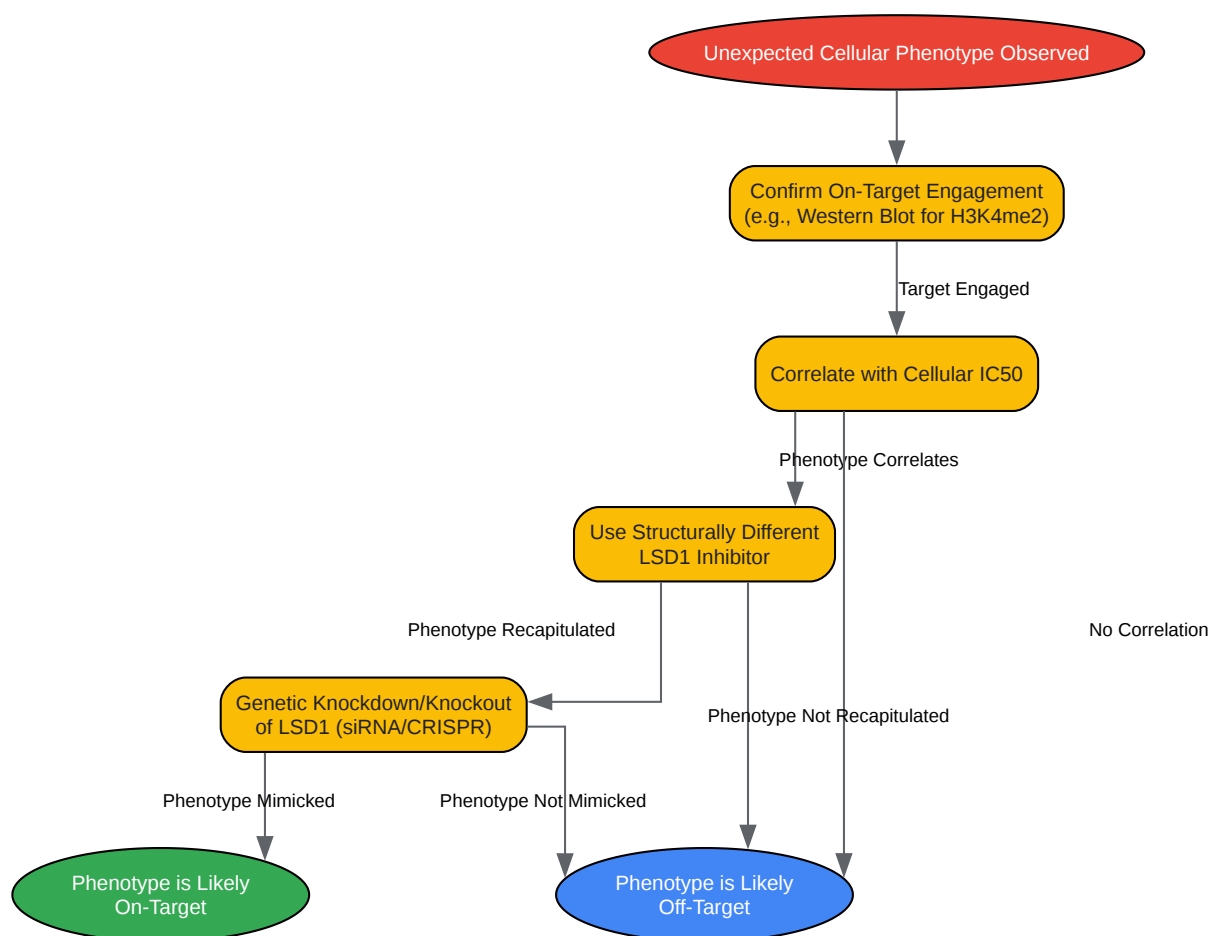 Unexpected Cellular Phenotype Observed
Confirm On-Target Engagement
(e.g., Western Blot for H3K4me2)
Target Engaged
Correlate with Cellular IC50
Phenotype Correlates
Use Structurally Different
LSD1 Inhibitor
Phenotype Recapitulated
No Correlation
Genetic Knockdown/Knockout
of LSD1 (siRNA/CRISPR)
Phenotype Not Recapitulated
Phenotype Mimicked
Phenotype Not Mimicked
Phenotype is Likely
On-Target
Phenotype is Likely
Off-Target